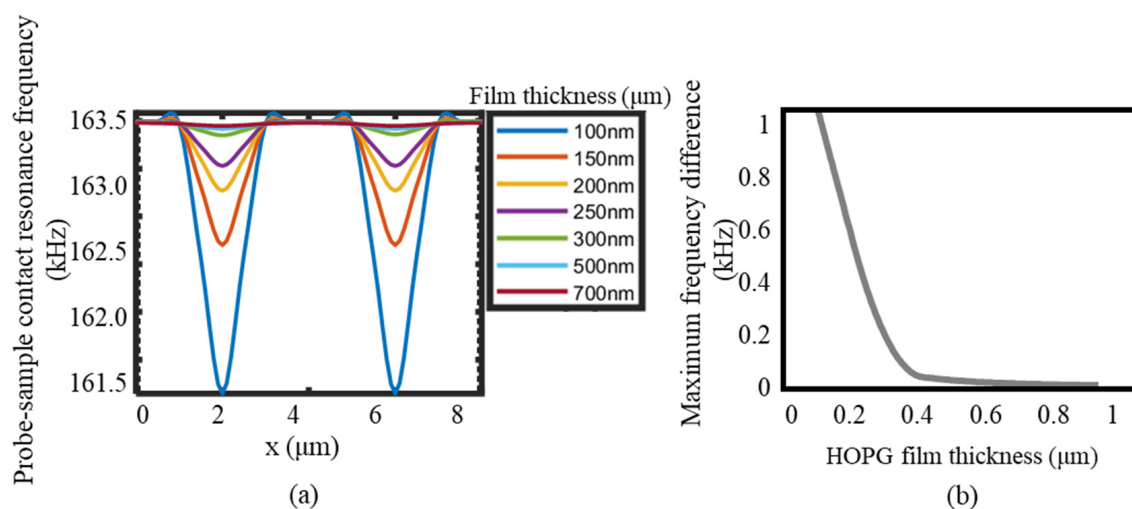 Probe-sample contact resonance frequency
(kHz)
163.5
163.0
162.5
162.0
161.5
0
2
4
6
8
x (μm)
(a)
Film thickness (μm)
100nm
150nm
200nm
250nm
300nm
500nm
700nm
Maximum frequency difference
(kHz)
1
0.8
0.6
0.4
0.2
0
0
0.2
0.4
0.6
0.8
1
HOPG film thickness (μm)
(b)